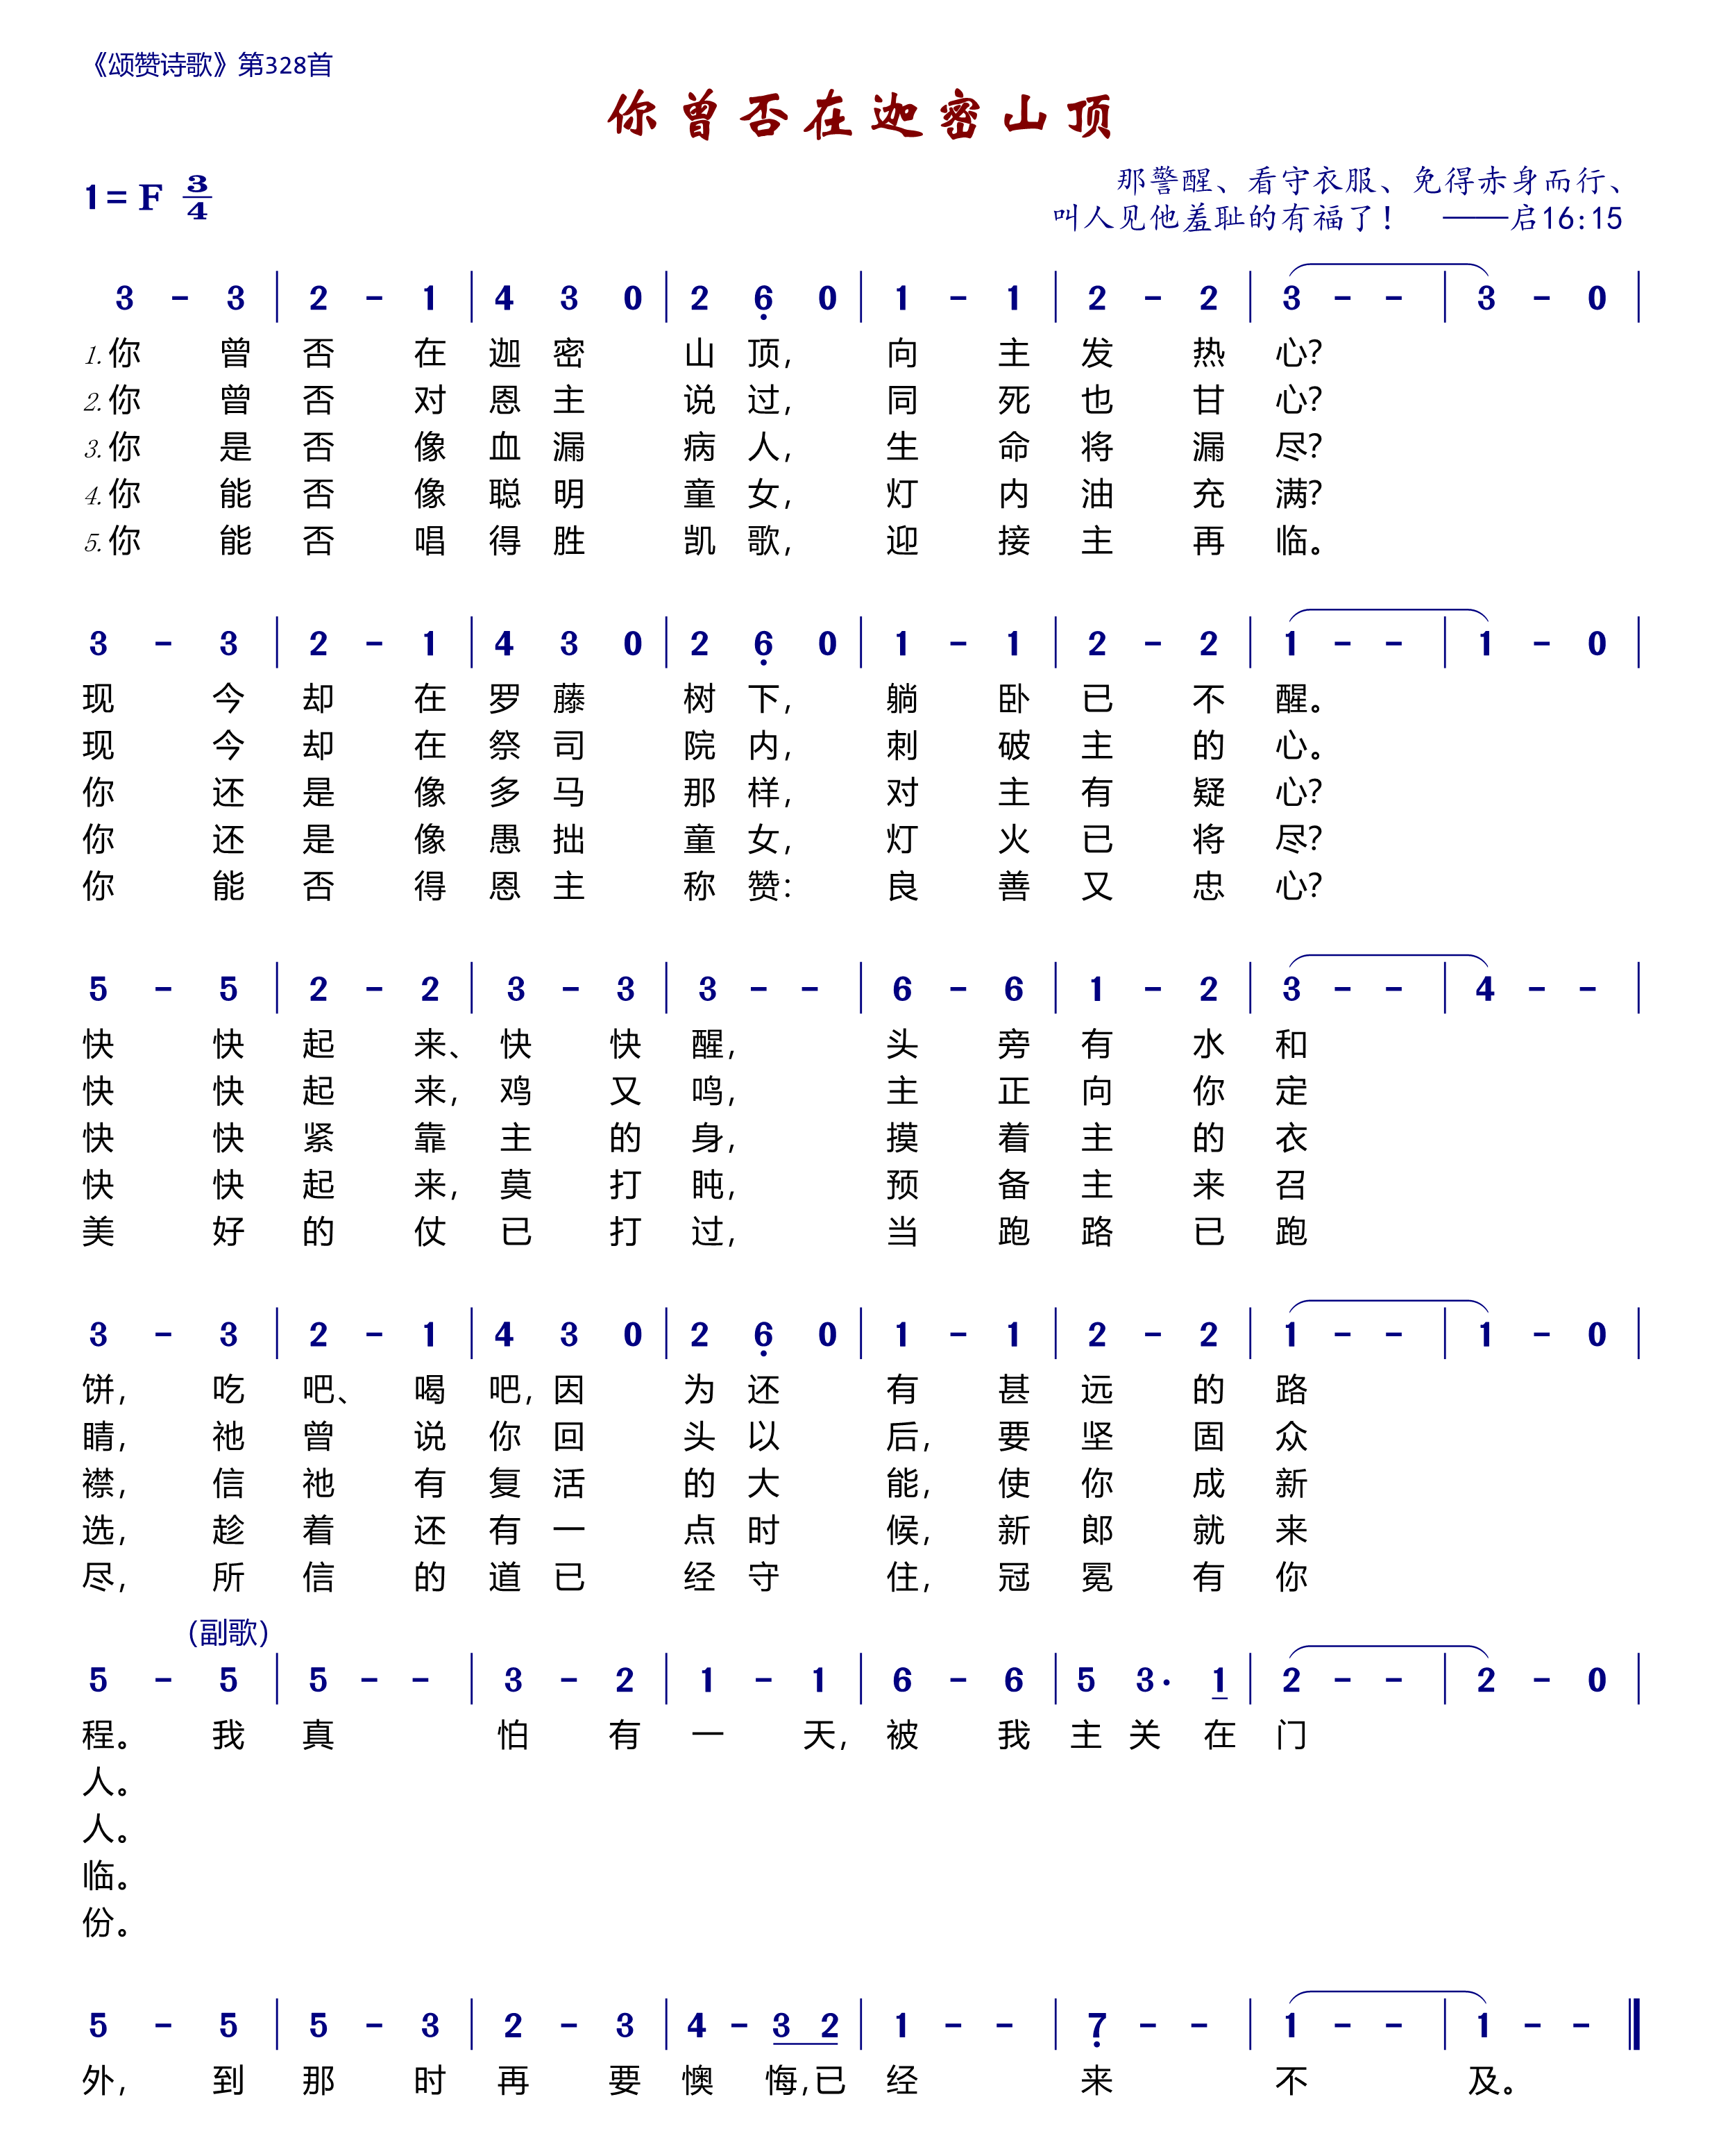 《颂赞诗歌》第328首
你曾否在迦密山顶
1=F 3/4
那警醒、看守衣服、免得赤身而行、
叫人见他羞耻的有福了！ ——启16:15
3 - 3 | 2 - 1 | 4 3 0 | 2 6̣ 0 | 1 - 1 | 2 - 2 | 3 - - | 3 - 0 |
1.你曾否在迦密山顶，向主发热心？
2.你曾否对恩主说过，同死也甘心？
3.你是否像血漏病人，生命将漏尽？
4.你能否像聪明童女，灯内油充满？
5.你能否唱得胜凯歌，迎接主再临。
3 - 3 | 2 - 1 | 4 3 0 | 2 6̣ 0 | 1 - 1 | 2 - 2 | 1 - - | 1 - 0 |
现今却在罗藤树下，躺卧已不醒。
现今却在祭司院内，刺破主的心。
你还是像多马那样，对主有疑心？
你还是像愚拙童女，灯火已将尽？
你能否得恩主称赞：良善又忠心？
5 - 5 | 2 - 2 | 3 - 3 | 3 - - | 6 - 6 | 1 - 2 | 3 - - | 4 - - |
快快起来、快快醒，头旁有水和
快快起来，鸡又鸣，主正向你定
快快紧靠主的身，摸着主的衣
快快起来，莫打盹，预备主来召
美好的仗已打过，当跑路已跑
3 - 3 | 2 - 1 | 4 3 0 | 2 6̣ 0 | 1 - 1 | 2 - 2 | 1 - - | 1 - 0 |
饼，吃吧、喝吧，因为还有甚远的路
睛，祂曾说你回头以后，要坚固众
襟，信祂有复活的大能，使你成新
选，趁着还有一点时候，新郎就来
尽，所信的道已经守住，冠冕有你
(副歌)
5 - 5 | 5 - - | 3 - 2 | 1 - 1 | 6 - 6 | 5 3· 1̲ | 2 - - | 2 - 0 |
程。我真怕有一天，被我主关在门
人。
人。
临。
份。
5 - 5 | 5 - 3 | 2 - 3 | 4 - 3̲ 2̲ | 1 - - | 7̣ - - | 1 - - | 1 - - ‖
外，到那时再要懊悔，已经来不及。